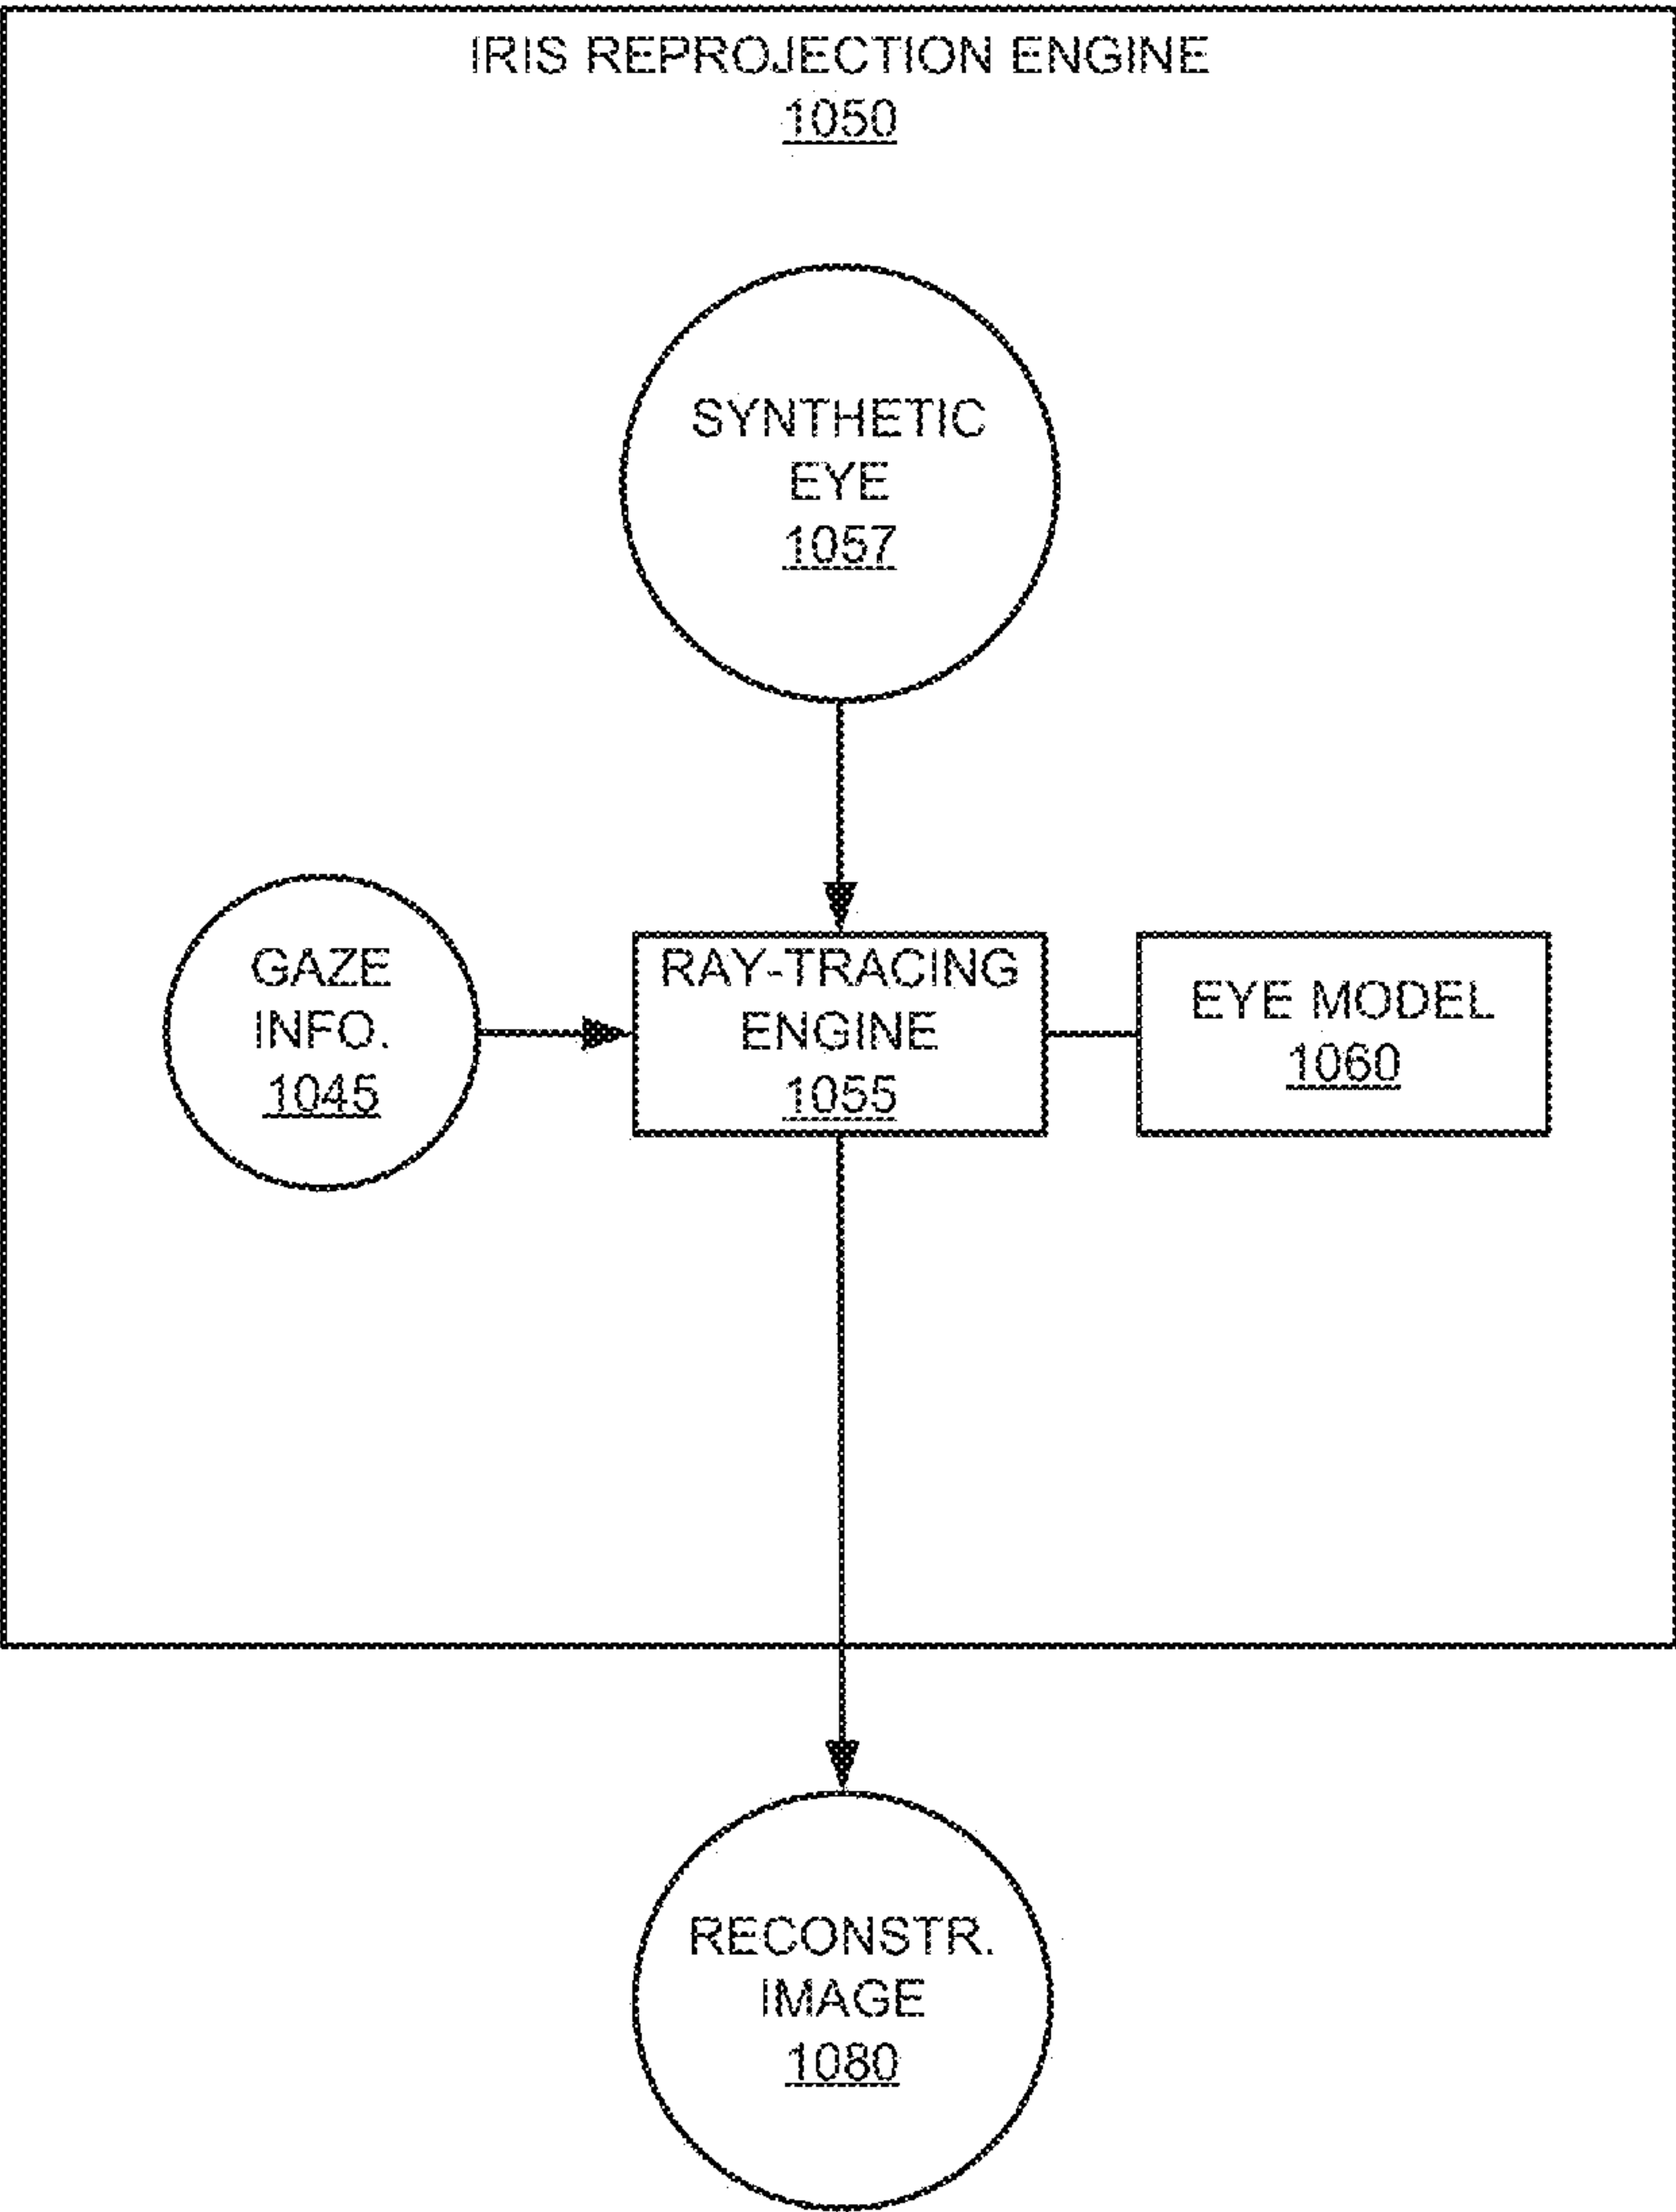 IRIS REPROJECTION ENGINE
1050
SYNTHETIC
EYE
1057
GAZE
INFO.
1045
RAY-TRACING
ENGINE
1055
EYE MODEL
1060
RECONSTR.
IMAGE
1080